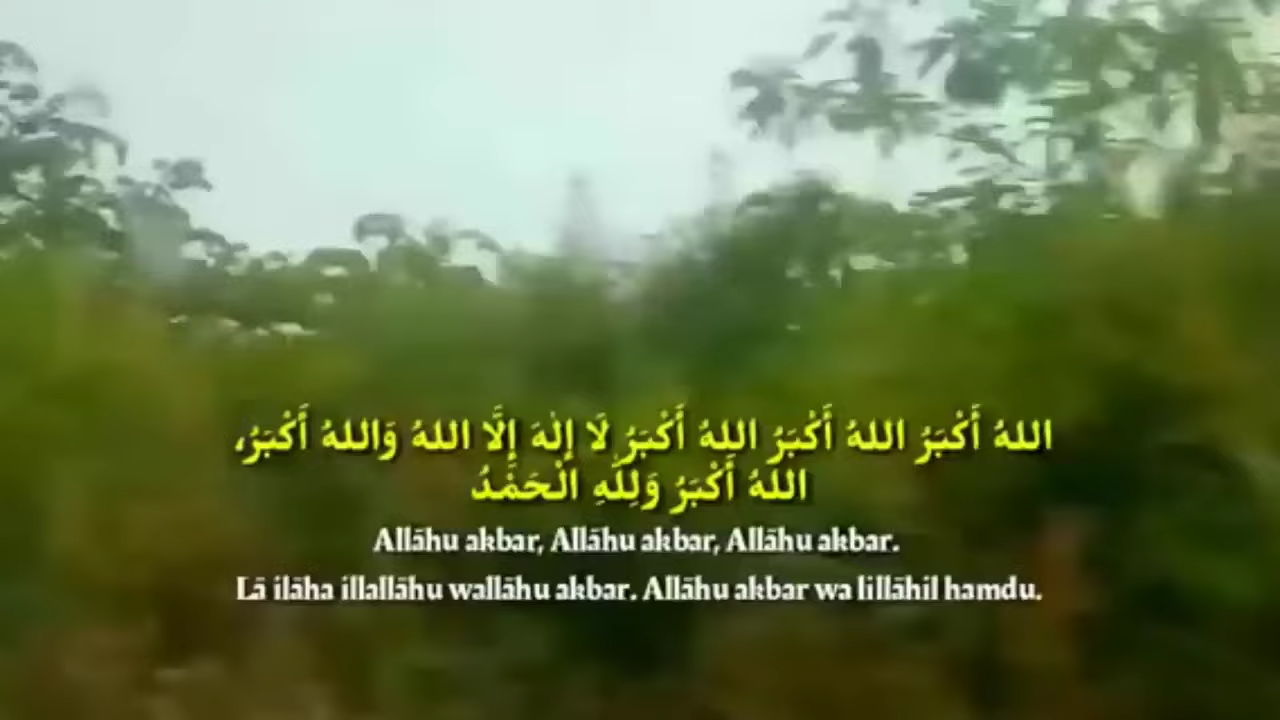 اللهُ أَكْبَرُ اللهُ أَكْبَرُ اللهُ أَكْبَرُ لَا إِلٰهَ إِلَّا اللهُ وَاللهُ أَكْبَرُ،
اللهُ أَكْبَرُ وَلِلّٰهِ الْحَمْدُ
Allāhu akbar, Allāhu akbar, Allāhu akbar.
Lā ilāha illallāhu wallāhu akbar. Allāhu akbar wa lillāhil hamdu.